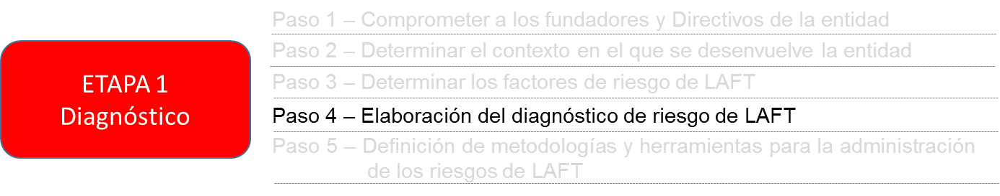 ETAPA 1
Diagnóstico
Paso 1 – Comprometer a los fundadores y Directivos de la entidad
Paso 2 – Determinar el contexto en el que se desenvuelve la entidad
Paso 3 – Determinar los factores de riesgo de LAFT
Paso 4 – Elaboración del diagnóstico de riesgo de LAFT
Paso 5 – Definición de metodologías y herramientas para la administración
de los riesgos de LAFT